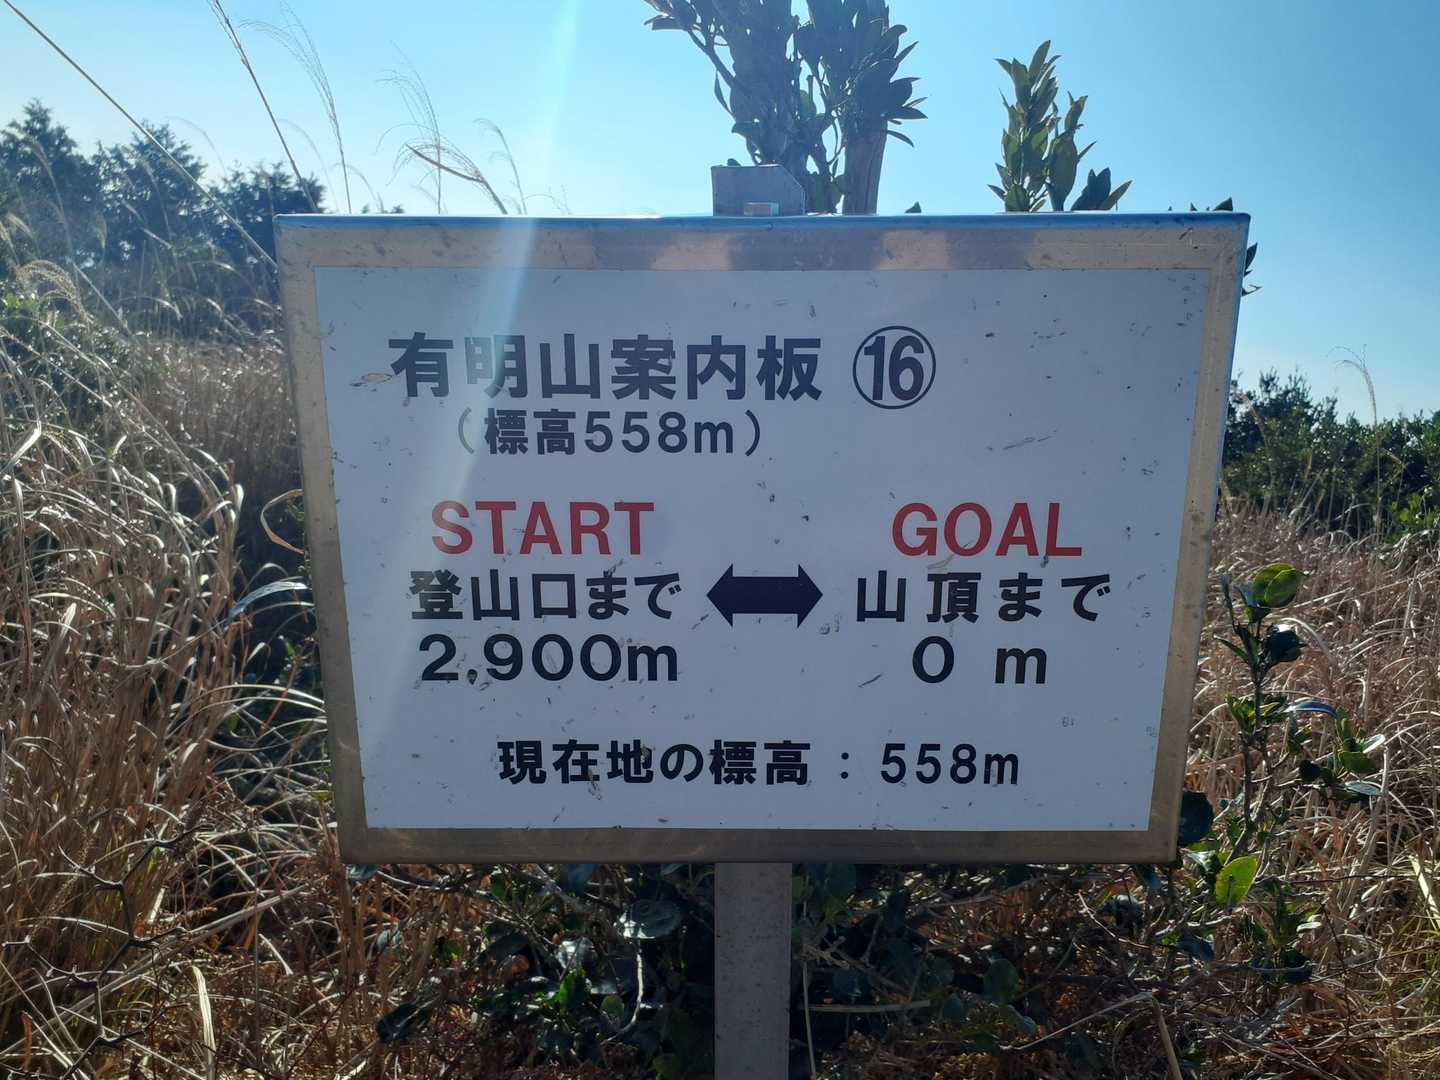 有明山案内板 ⑯
(標高558m)
START GOAL
登山口まで ⬌ 山頂まで
2,900m 0 m
現在地の標高：558m